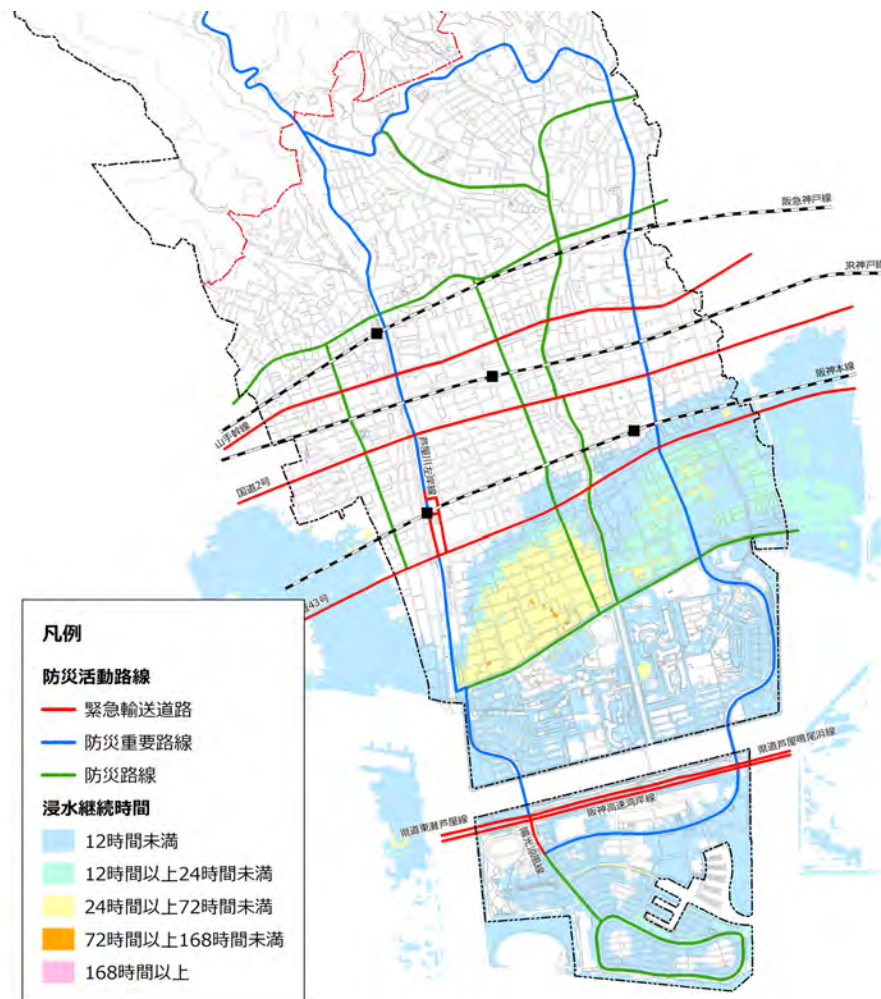 阪急神戸線
JR神戸線
阪神本線
山手幹線
国道2号
芦屋川左岸線
43号
県道芦屋鳴尾浜線
阪神高速湾岸線
県道東灘芦屋線
陽光涼風線
凡例
防災活動路線
緊急輸送道路
防災重要路線
防災路線
浸水継続時間
12時間未満
12時間以上24時間未満
24時間以上72時間未満
72時間以上168時間未満
168時間以上